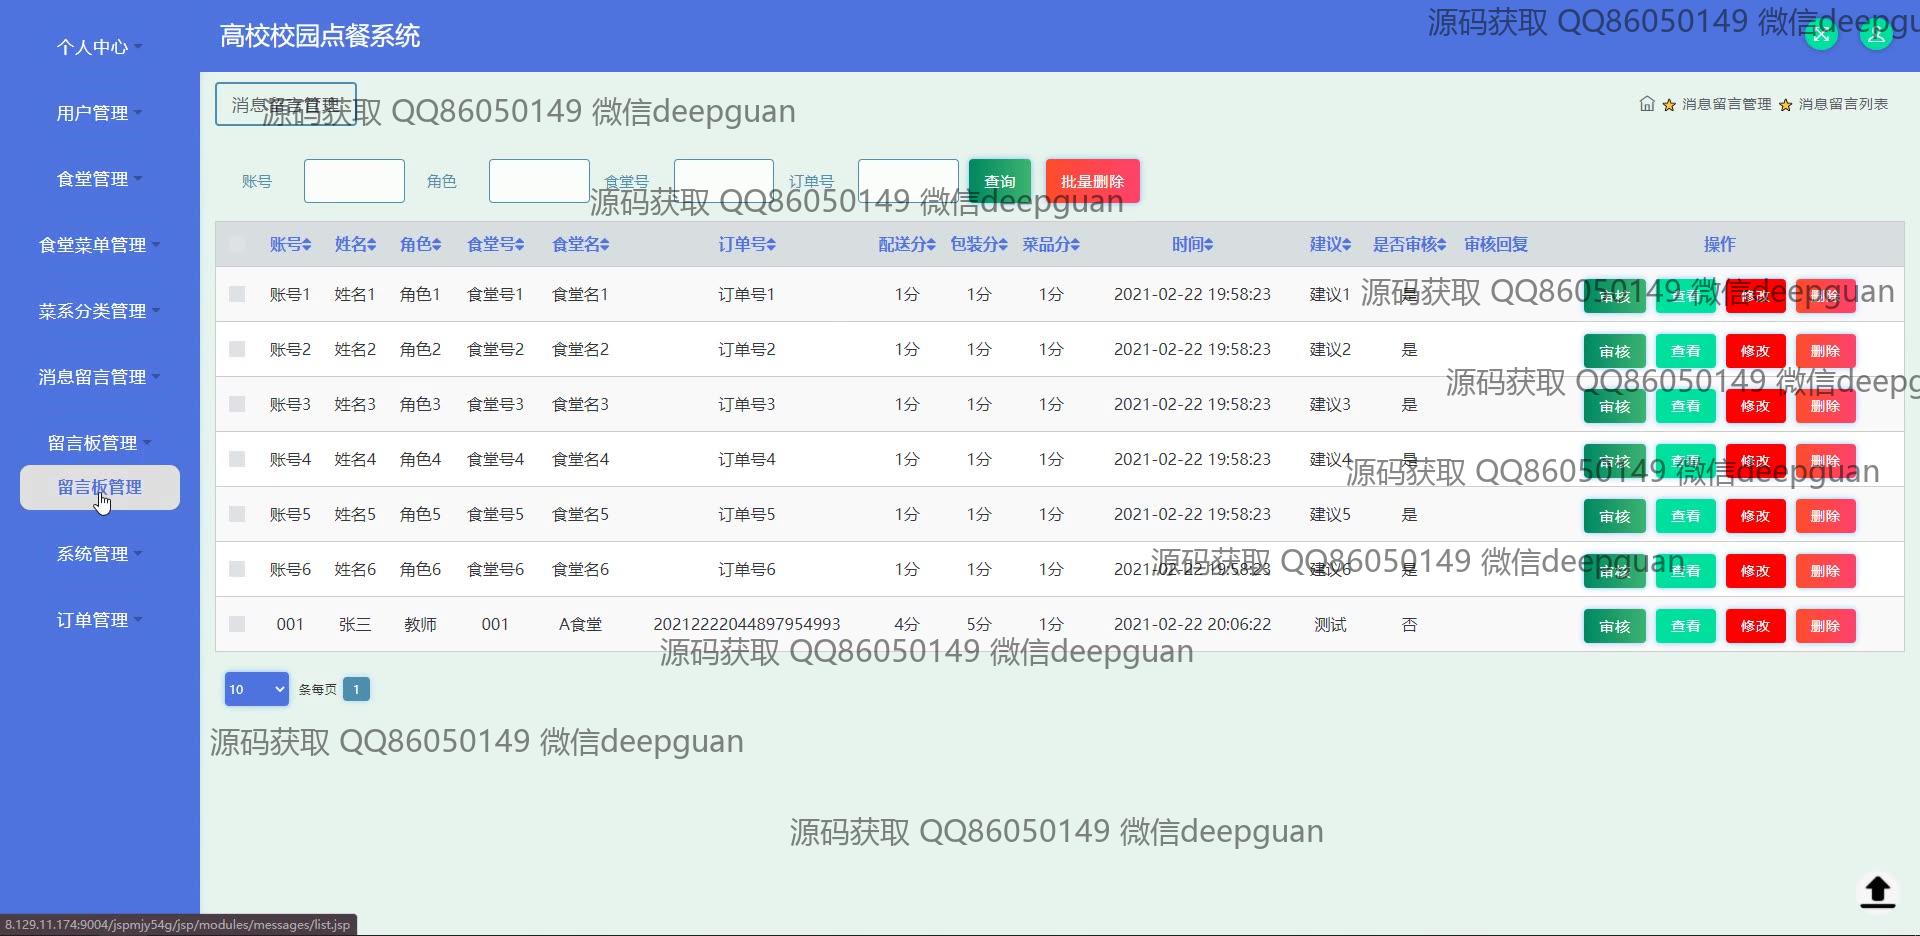 高校校园点餐系统
源码获取 QQ86050149 微信deepgu
个人中心
用户管理
食堂管理
食堂菜单管理
菜系分类管理
消息留言管理
留言板管理
留言板管理
系统管理
订单管理
消息留言管理
源码获取 QQ86050149 微信deepguan
消息留言管理 消息留言列表
账号 角色 食堂号 订单号 查询 批量删除
源码获取 QQ86050149 微信deepguan
账号 姓名 角色 食堂号 食堂名 订单号 配送分 包装分 菜品分 时间 建议 是否审核 审核回复 操作
账号1 姓名1 角色1 食堂号1 食堂名1 订单号1 1分 1分 1分 2021-02-22 19:58:23 建议1 是 审核 查看 修改 删除
源码获取 QQ86050149 微信deepguan
账号2 姓名2 角色2 食堂号2 食堂名2 订单号2 1分 1分 1分 2021-02-22 19:58:23 建议2 是 审核 查看 修改 删除
源码获取 QQ86050149 微信deepg
账号3 姓名3 角色3 食堂号3 食堂名3 订单号3 1分 1分 1分 2021-02-22 19:58:23 建议3 是 审核 查看 修改 删除
账号4 姓名4 角色4 食堂号4 食堂名4 订单号4 1分 1分 1分 2021-02-22 19:58:23 建议4 是 审核 查看 修改 删除
源码获取 QQ86050149 微信deepguan
账号5 姓名5 角色5 食堂号5 食堂名5 订单号5 1分 1分 1分 2021-02-22 19:58:23 建议5 是 审核 查看 修改 删除
账号6 姓名6 角色6 食堂号6 食堂名6 订单号6 1分 1分 1分 2021-02-22 19:58:23 建议6 是 审核 查看 修改 删除
源码获取 QQ86050149 微信deepguan
001 张三 教师 001 A食堂 20212222044897954993 4分 5分 1分 2021-02-22 20:06:22 测试 否 审核 查看 修改 删除
源码获取 QQ86050149 微信deepguan
10 条每页 1
源码获取 QQ86050149 微信deepguan
源码获取 QQ86050149 微信deepguan
8.129.11.174:9004/jspmjy54g/jsp/modules/messages/list.jsp